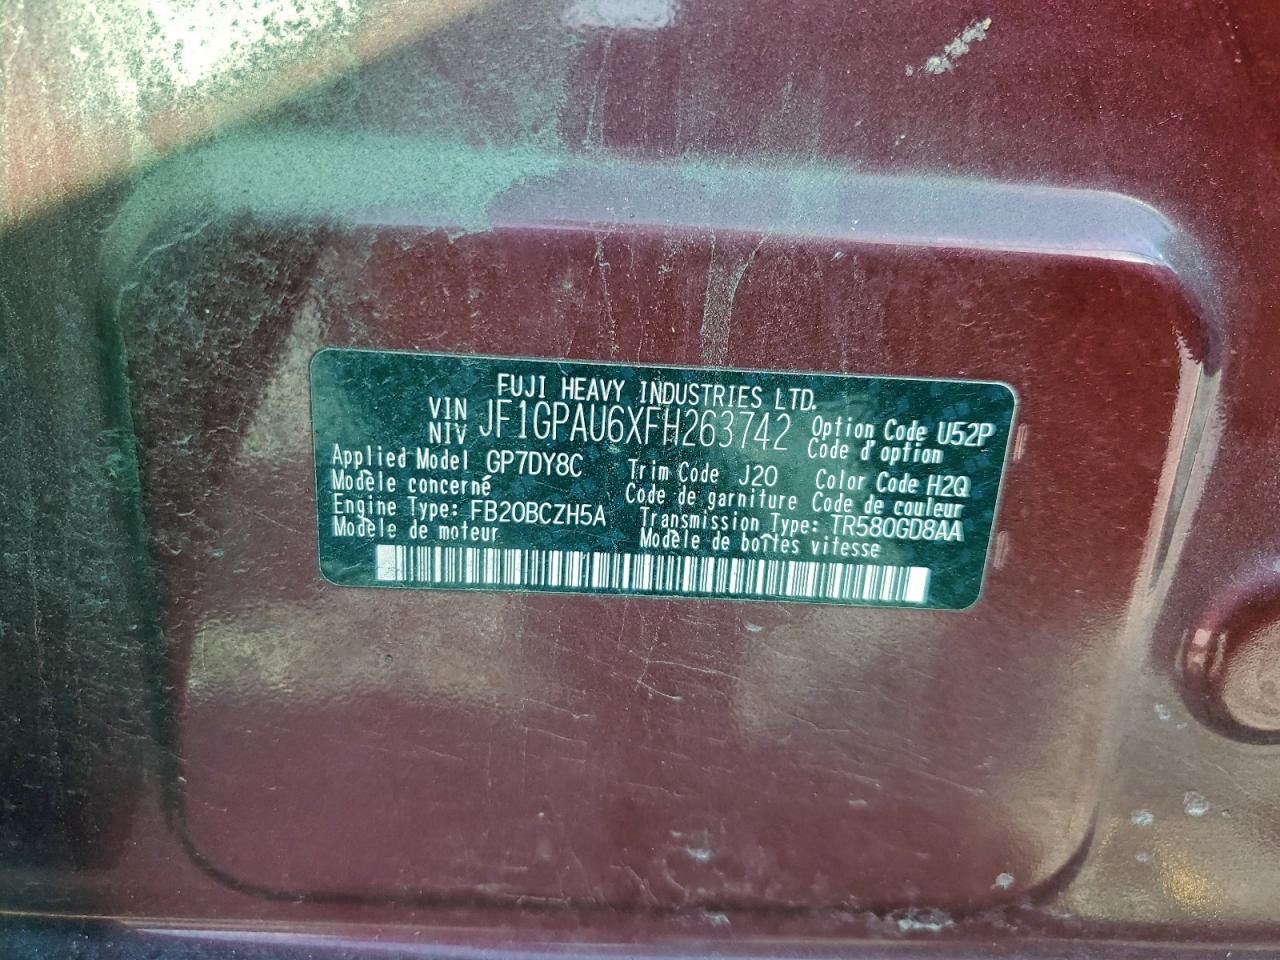 FUJI HEAVY INDUSTRIES LTD.
VIN JF1GPAU6XFH263742 Option Code U52P
NIV Code d'option
Applied Model GP7DY8C Trim Code J20 Color Code H2Q
Modèle concerné Code de garniture Code de couleur
Engine Type: FB20BCZH5A Transmission Type: TR580GD8AA
Modèle de moteur Modèle de boîtes vitesse